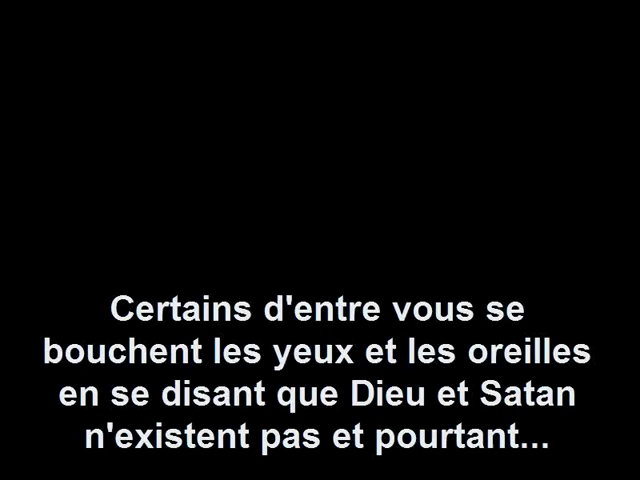 Certains d'entre vous se
bouchent les yeux et les oreilles
en se disant que Dieu et Satan
n'existent pas et pourtant...